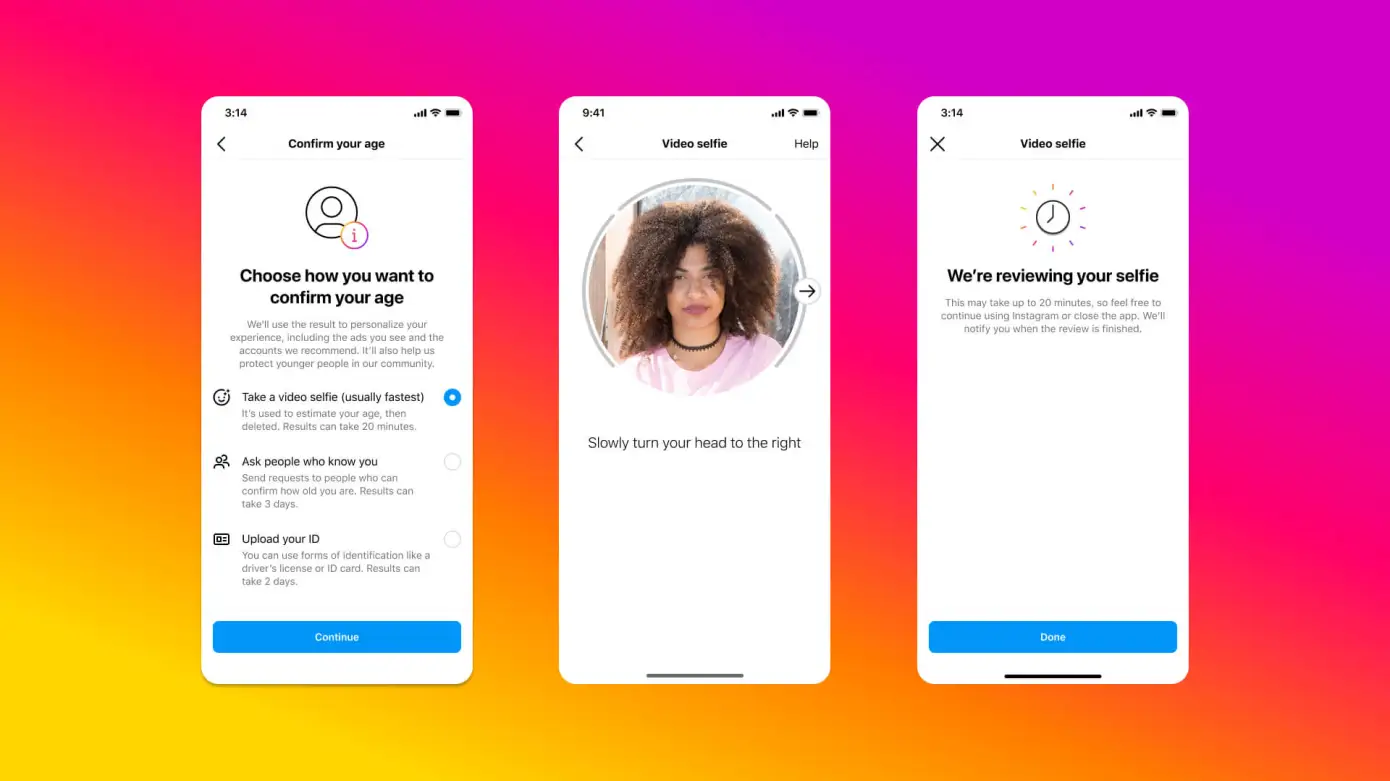 3:14
Confirm your age
i
Choose how you want to
confirm your age
We'll use the result to personalize your
experience, including the ads you see and the
accounts we recommend. It'll also help us
protect younger people in our community.
Take a video selfie (usually fastest)
It's used to estimate your age, then
deleted. Results can take 20 minutes.
Ask people who know you
Send requests to people who can
confirm how old you are. Results can
take 3 days.
Upload your ID
You can use forms of identification like a
driver's license or ID card. Results can
take 2 days.
Continue
9:41
Video selfie
Help
Slowly turn your head to the right
3:14
Video selfie
We're reviewing your selfie
This may take up to 20 minutes, so feel free to
continue using Instagram or close the app. We'll
notify you when the review is finished.
Done